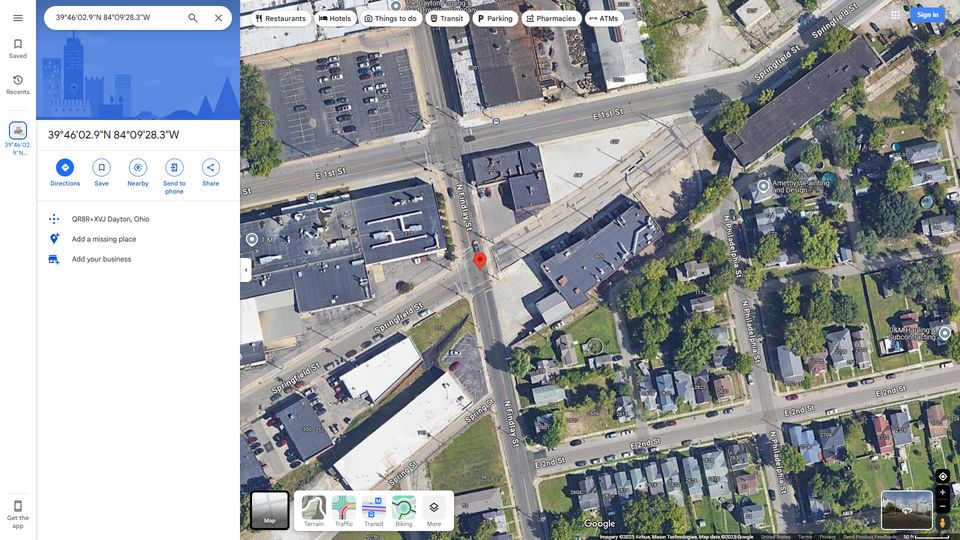 39°46'02.9"N 84°09'28.3"W
Restaurants
Hotels
Things to do
Transit
Parking
Pharmacies
ATMs
Sign in
Saved
Recents
39°46'02.
9"N...
Get the
app
39°46'02.9"N 84°09'28.3"W
Directions
Save
Nearby
Send to
phone
Share
QR8R+XVJ Dayton, Ohio
Add a missing place
Add your business
Springfield St
Springfield St
E 1st St
E 1st St
St
N Findlay St
Amethyst Painting
and Design
N Philadelphia St
N Philadelphia St
N Philadelphia St
Springfield St
Springfield St
D&M Hauling &
Subcontracting
N Findlay St
Spring St
Spring St
E 2nd St
E 2nd St
E 2nd St
Map
Terrain
Traffic
Transit
Biking
More
Google
Imagery ©2025 Airbus, Maxar Technologies, Map data ©2025 Google
United States
Terms
Privacy
Send Product Feedback
50 ft